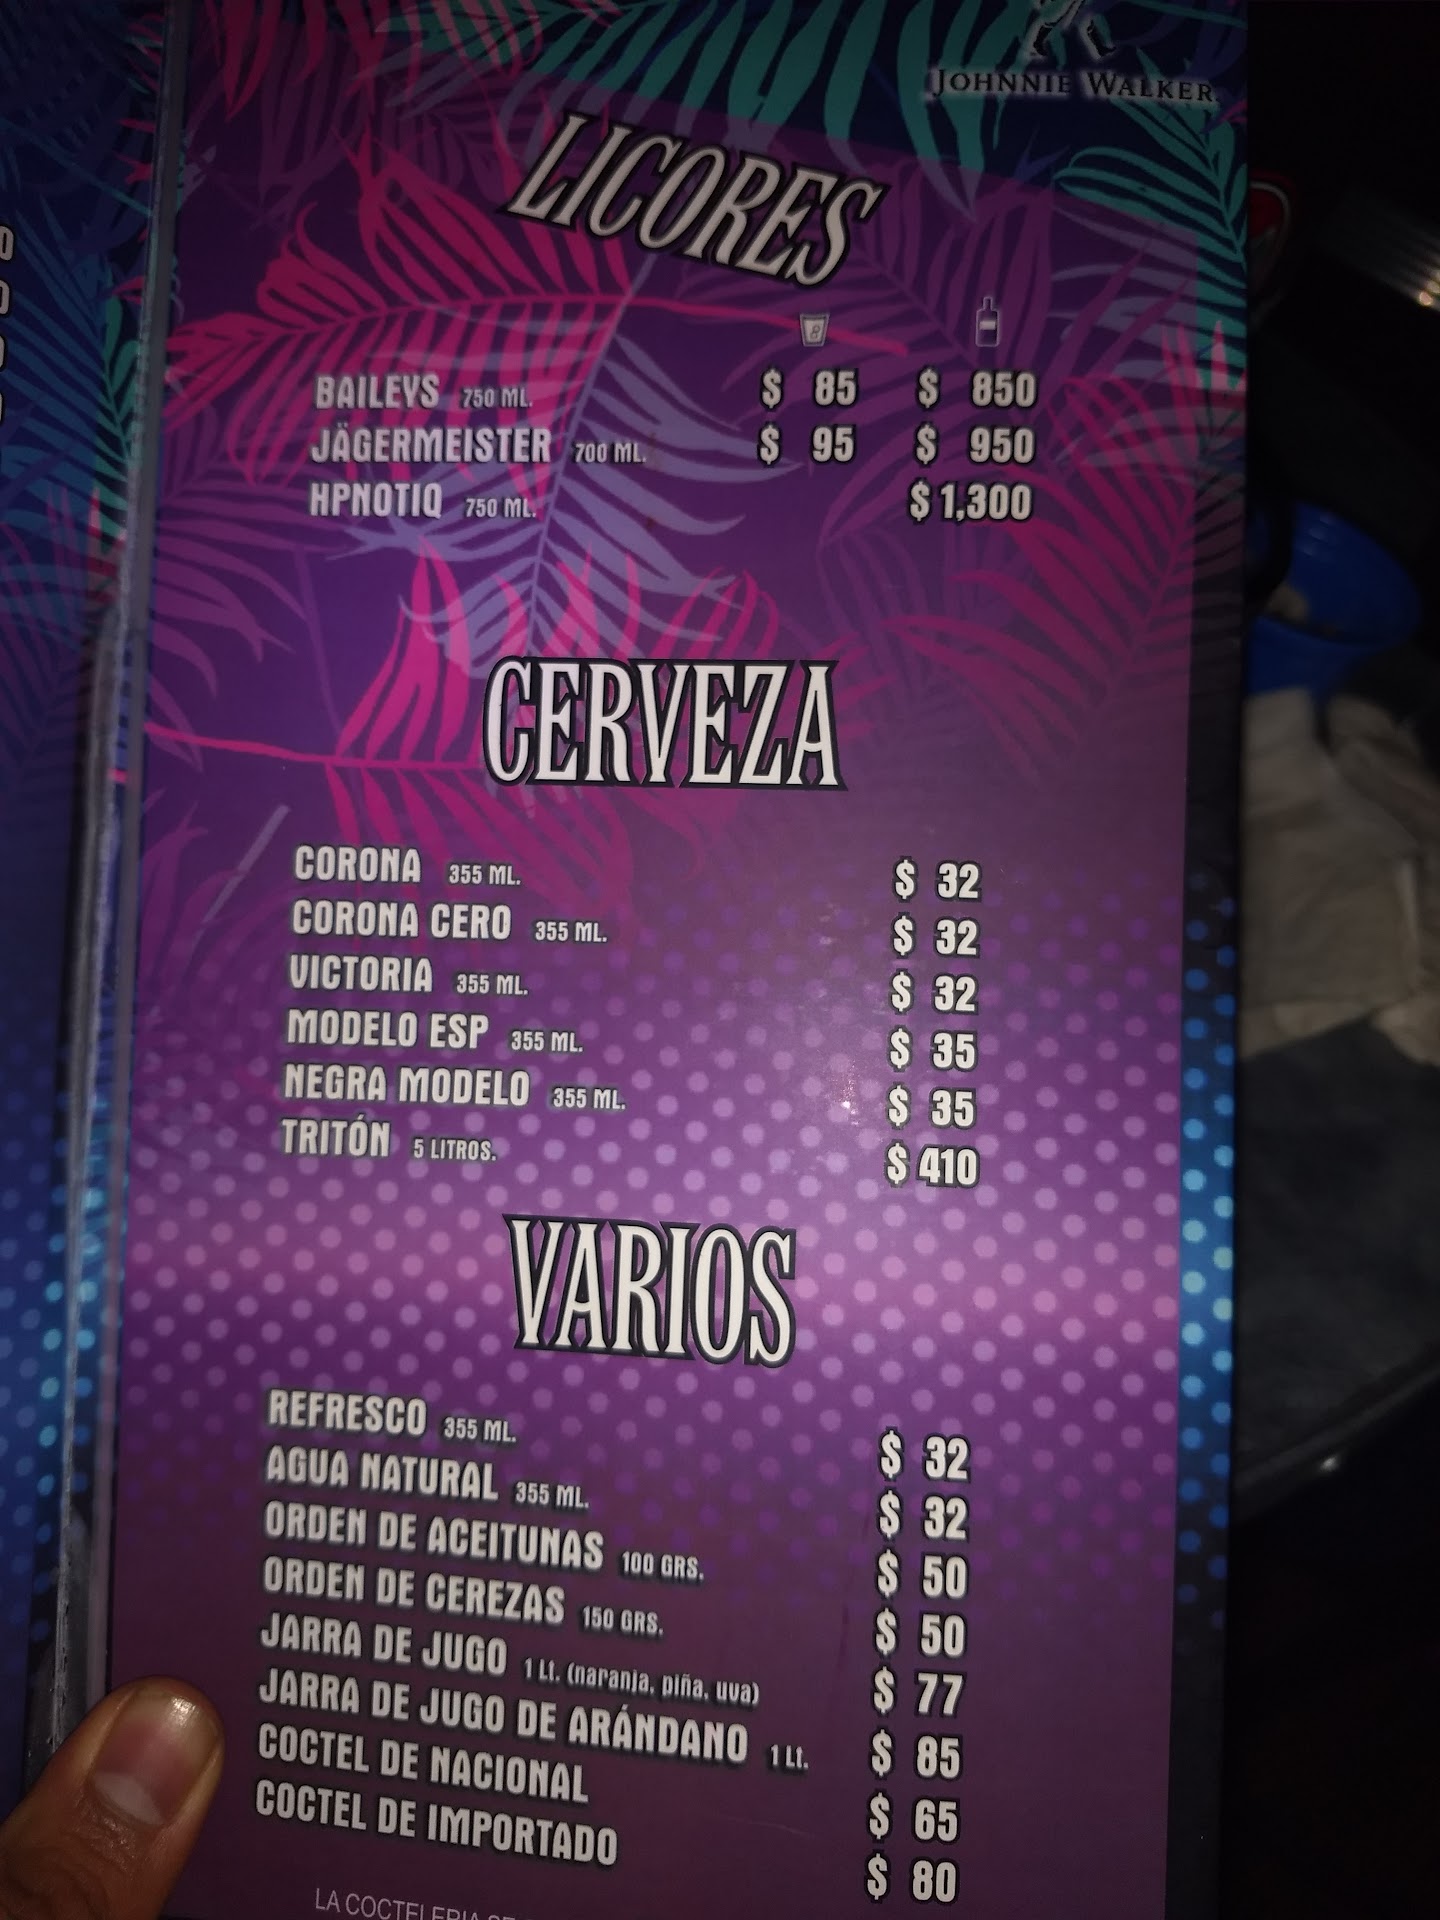 JOHNNIE WALKER.
LICORES
BAILEYS 750 ML. $ 85 $ 850
JÄGERMEISTER 700 ML. $ 95 $ 950
HPNOTIQ 750 ML. $ 1,300
CERVEZA
CORONA 355 ML. $ 32
CORONA CERO 355 ML. $ 32
VICTORIA 355 ML. $ 32
MODELO ESP 355 ML. $ 35
NEGRA MODELO 355 ML. $ 35
TRITÓN 5 LITROS. $ 410
VARIOS
REFRESCO 355 ML. $ 32
AGUA NATURAL 355 ML. $ 32
ORDEN DE ACEITUNAS 100 GRS. $ 50
ORDEN DE CEREZAS 150 GRS. $ 50
JARRA DE JUGO 1 Lt. (naranja, piña, uva) $ 77
JARRA DE JUGO DE ARÁNDANO 1 Lt. $ 85
COCTEL DE NACIONAL $ 65
COCTEL DE IMPORTADO $ 80
LA COCTELERIA